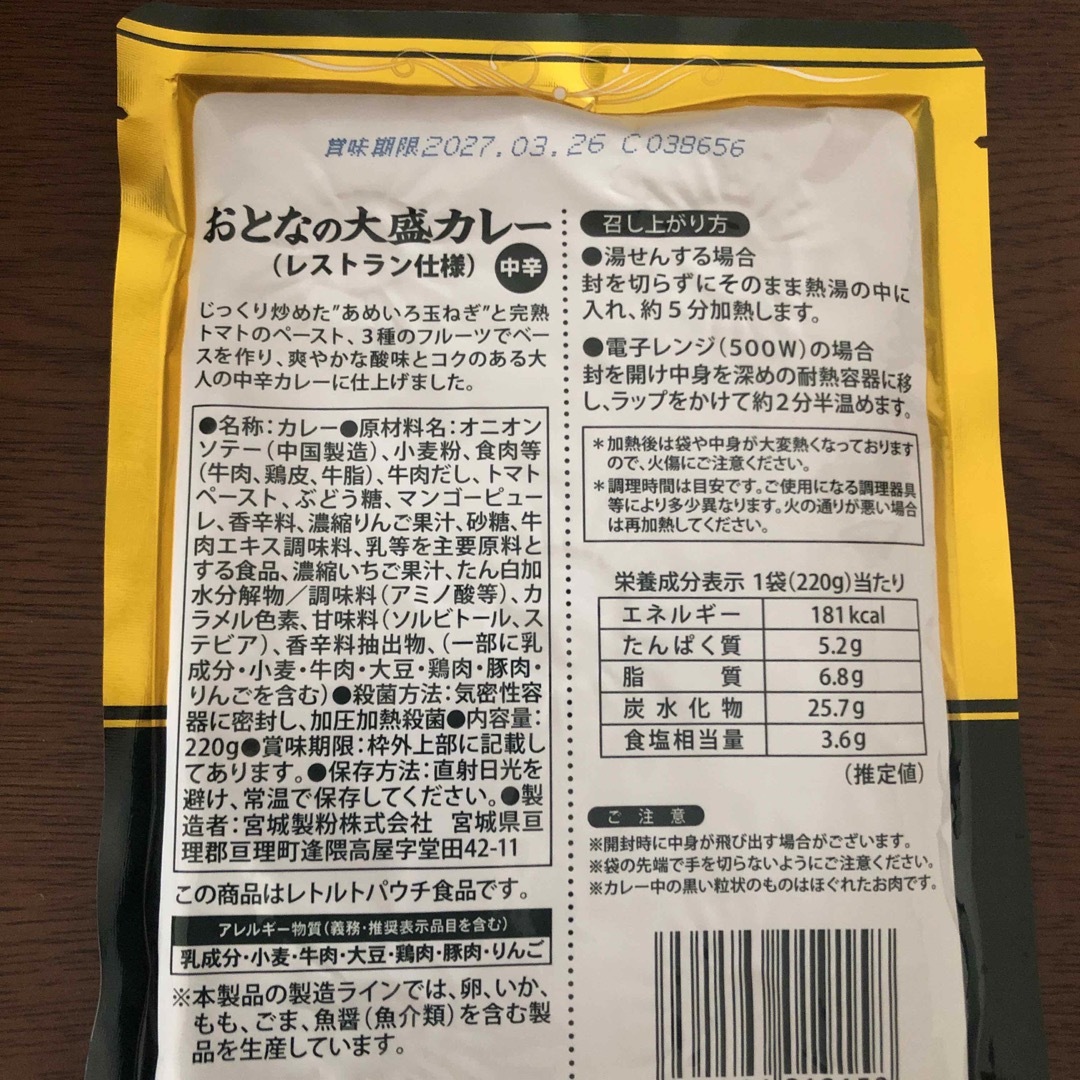 賞味期限2027.03.26 C038656
おとなの大盛カレー
(レストラン仕様) 中辛
じっくり炒めた"あめいろ玉ねぎ"と完熟
トマトのペースト、3種のフルーツでベー
スを作り、爽やかな酸味とコクのある大
人の中辛カレーに仕上げました。
●名称:カレー●原材料名:オニオン
ソテー(中国製造)、小麦粉、食肉等
(牛肉、鶏皮、牛脂)、牛肉だし、トマト
ペースト、ぶどう糖、マンゴーピュー
レ、香辛料、濃縮りんご果汁、砂糖、牛
肉エキス調味料、乳等を主要原料と
する食品、濃縮いちご果汁、たん白加
水分解物/調味料(アミノ酸等)、カ
ラメル色素、甘味料(ソルビトール、ス
テビア)、香辛料抽出物、(一部に乳
成分・小麦・牛肉・大豆・鶏肉・豚肉・
りんごを含む)●殺菌方法:気密性容
器に密封し、加圧加熱殺菌●内容量:
220g●賞味期限:枠外上部に記載し
てあります。●保存方法:直射日光を
避け、常温で保存してください。●製
造者:宮城製粉株式会社 宮城県亘
理郡亘理町逢隈高屋字堂田42-11
この商品はレトルトパウチ食品です。
アレルギー物質(義務・推奨表示品目を含む)
乳成分・小麦・牛肉・大豆・鶏肉・豚肉・りんご
※本製品の製造ラインでは、卵、いか、
もも、ごま、魚醤(魚介類)を含む製
品を生産しています。
召し上がり方
●湯せんする場合
封を切らずにそのまま熱湯の中に
入れ、約5分加熱します。
●電子レンジ(500W)の場合
封を開け中身を深めの耐熱容器に移
し、ラップをかけて約2分半温めます。
*加熱後は袋や中身が大変熱くなっております
ので、火傷にご注意ください。
*調理時間は目安です。ご使用になる調理器具
等により多少異なります。火の通りが悪い場合
は再加熱してください。
栄養成分表示 1袋(220g)当たり
エネルギー 181kcal
たんぱく質 5.2g
脂質 6.8g
炭水化物 25.7g
食塩相当量 3.6g
(推定値)
ご注意
※開封時に中身が飛び出す場合がございます。
※袋の先端で手を切らないようにご注意ください。
※カレー中の黒い粒状のものはほぐれたお肉です。